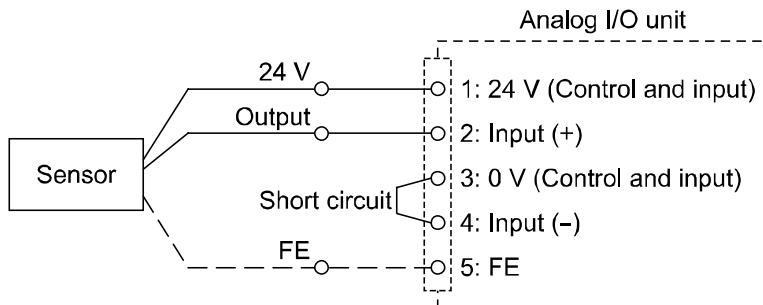 Analog I/O unit
24 V
1: 24 V (Control and input)
Output
2: Input (+)
Sensor
3: 0 V (Control and input)
Short circuit
4: Input (–)
FE
5: FE